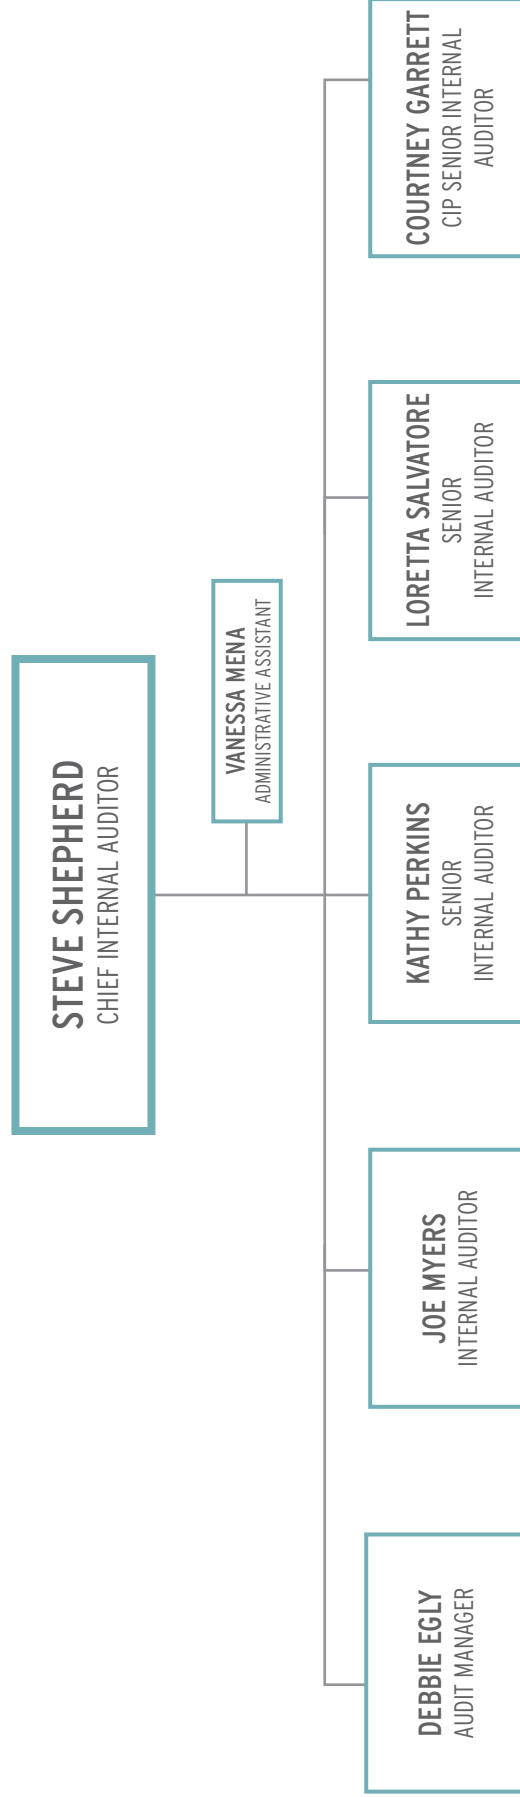 STEVE SHEPHERD
CHIEF INTERNAL AUDITOR
VANESSA MENA
ADMINISTRATIVE ASSISTANT
DEBBIE EGLY
AUDIT MANAGER
JOE MYERS
INTERNAL AUDITOR
KATHY PERKINS
SENIOR
INTERNAL AUDITOR
LORETTA SALVATORE
SENIOR
INTERNAL AUDITOR
COURTNEY GARRETT
CIP SENIOR INTERNAL
AUDITOR